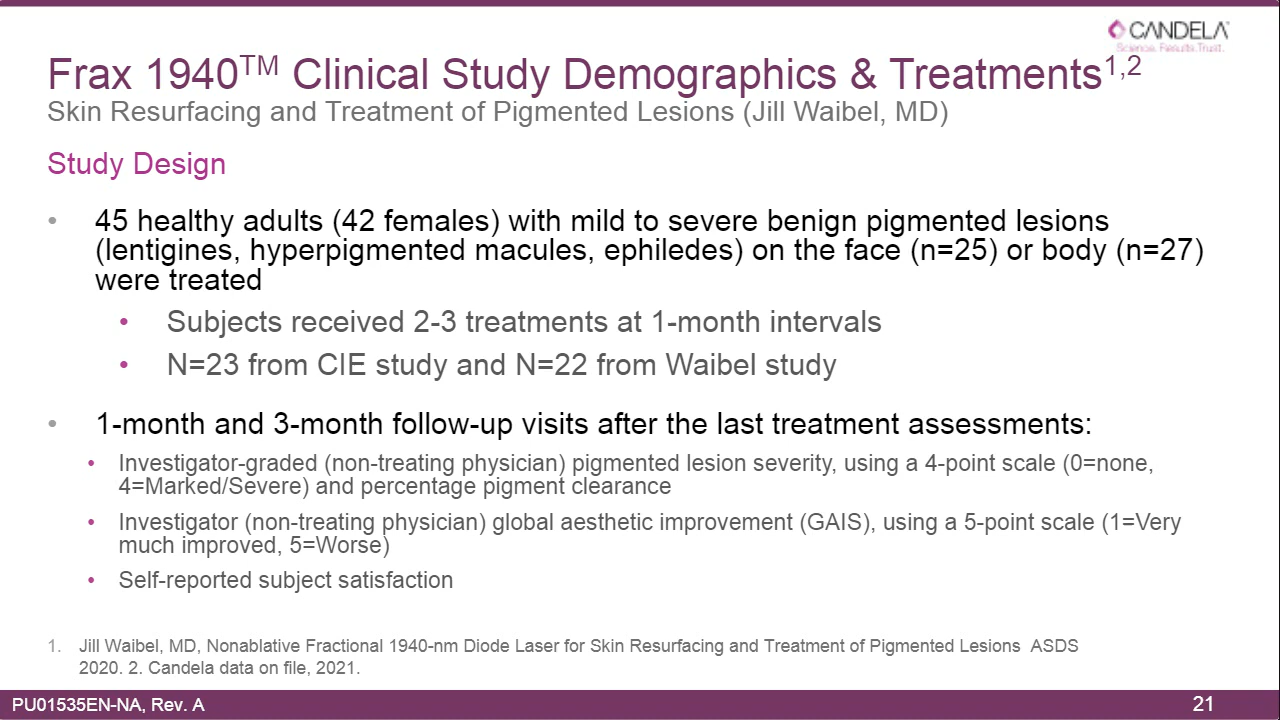 CANDELA
Science. Results. Trust.
Frax 1940TM Clinical Study Demographics & Treatments1,2
Skin Resurfacing and Treatment of Pigmented Lesions (Jill Waibel, MD)
Study Design
• 45 healthy adults (42 females) with mild to severe benign pigmented lesions
(lentigines, hyperpigmented macules, ephiledes) on the face (n=25) or body (n=27)
were treated
• Subjects received 2-3 treatments at 1-month intervals
• N=23 from CIE study and N=22 from Waibel study
• 1-month and 3-month follow-up visits after the last treatment assessments:
• Investigator-graded (non-treating physician) pigmented lesion severity, using a 4-point scale (0=none,
4=Marked/Severe) and percentage pigment clearance
• Investigator (non-treating physician) global aesthetic improvement (GAIS), using a 5-point scale (1=Very
much improved, 5=Worse)
• Self-reported subject satisfaction
1. Jill Waibel, MD, Nonablative Fractional 1940-nm Diode Laser for Skin Resurfacing and Treatment of Pigmented Lesions ASDS
2020. 2. Candela data on file, 2021.
PU01535EN-NA, Rev. A
21